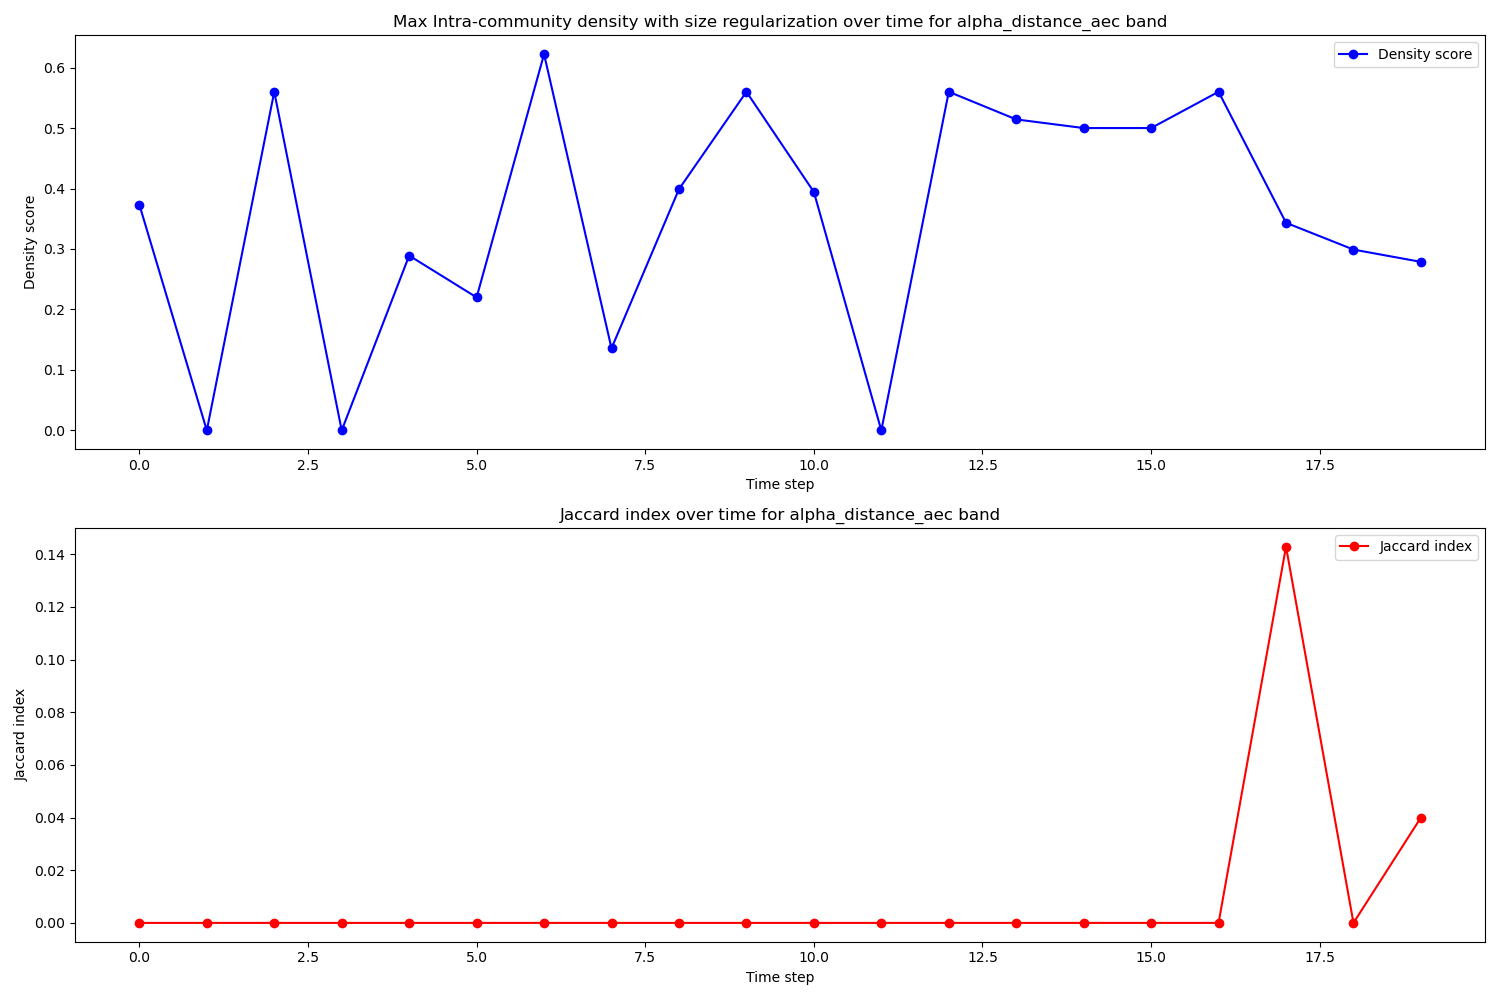 Max Intra-community density with size regularization over time for alpha_distance_aec band
Density score
0.6
0.5
0.4
0.3
0.2
0.1
0.0
Density score
0.0 2.5 5.0 7.5 10.0 12.5 15.0 17.5
Time step
Jaccard index over time for alpha_distance_aec band
Jaccard index
0.14
0.12
0.10
0.08
0.06
0.04
0.02
0.00
Jaccard index
0.0 2.5 5.0 7.5 10.0 12.5 15.0 17.5
Time step